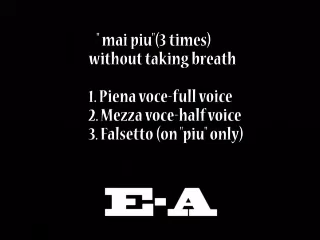 " mai piu"(3 times)
without taking breath
1. Piena voce-full voice
2. Mezza voce-half voice
3. Falsetto (on "piu" only)
E-A